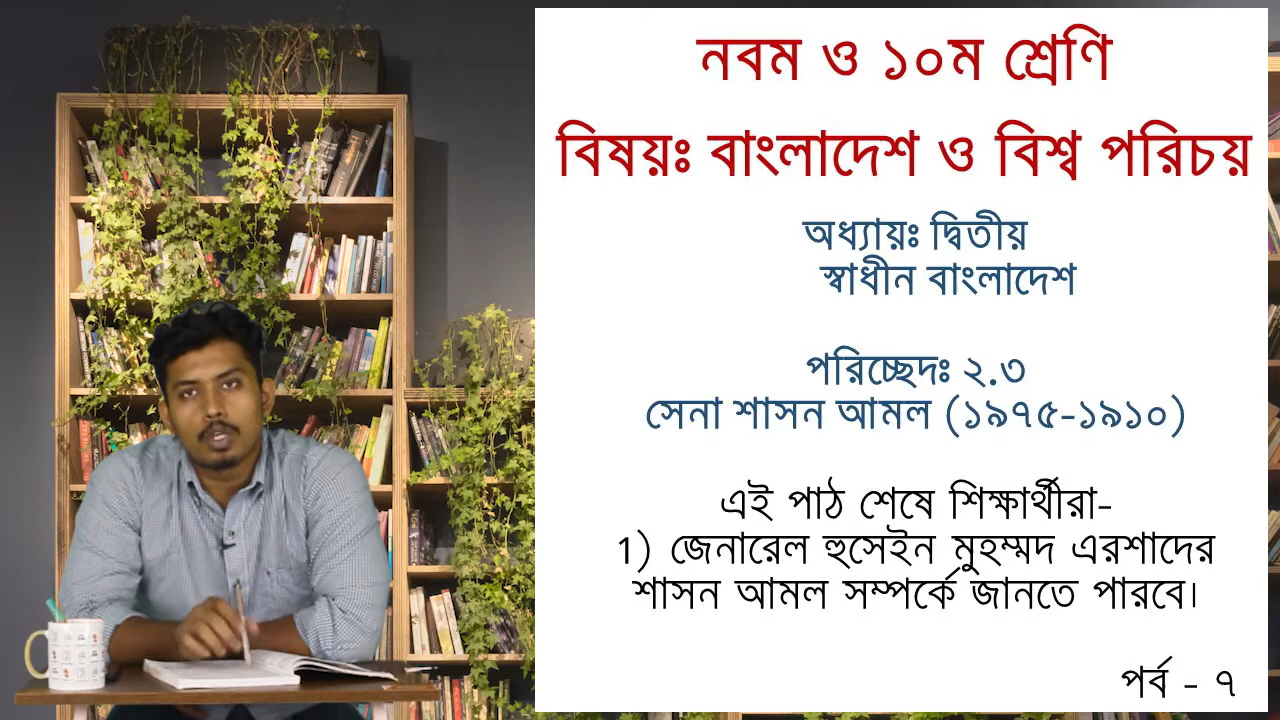 নবম ও ১০ম শ্রেণি
বিষয়ঃ বাংলাদেশ ও বিশ্ব পরিচয়
অধ্যায়ঃ দ্বিতীয়
স্বাধীন বাংলাদেশ
পরিচ্ছেদঃ ২.৩
সেনা শাসন আমল (১৯৭৫-১৯১০)
এই পাঠ শেষে শিক্ষার্থীরা-
1) জেনারেল হুসেইন মুহম্মদ এরশাদের
শাসন আমল সম্পর্কে জানতে পারবে।
পর্ব - ৭